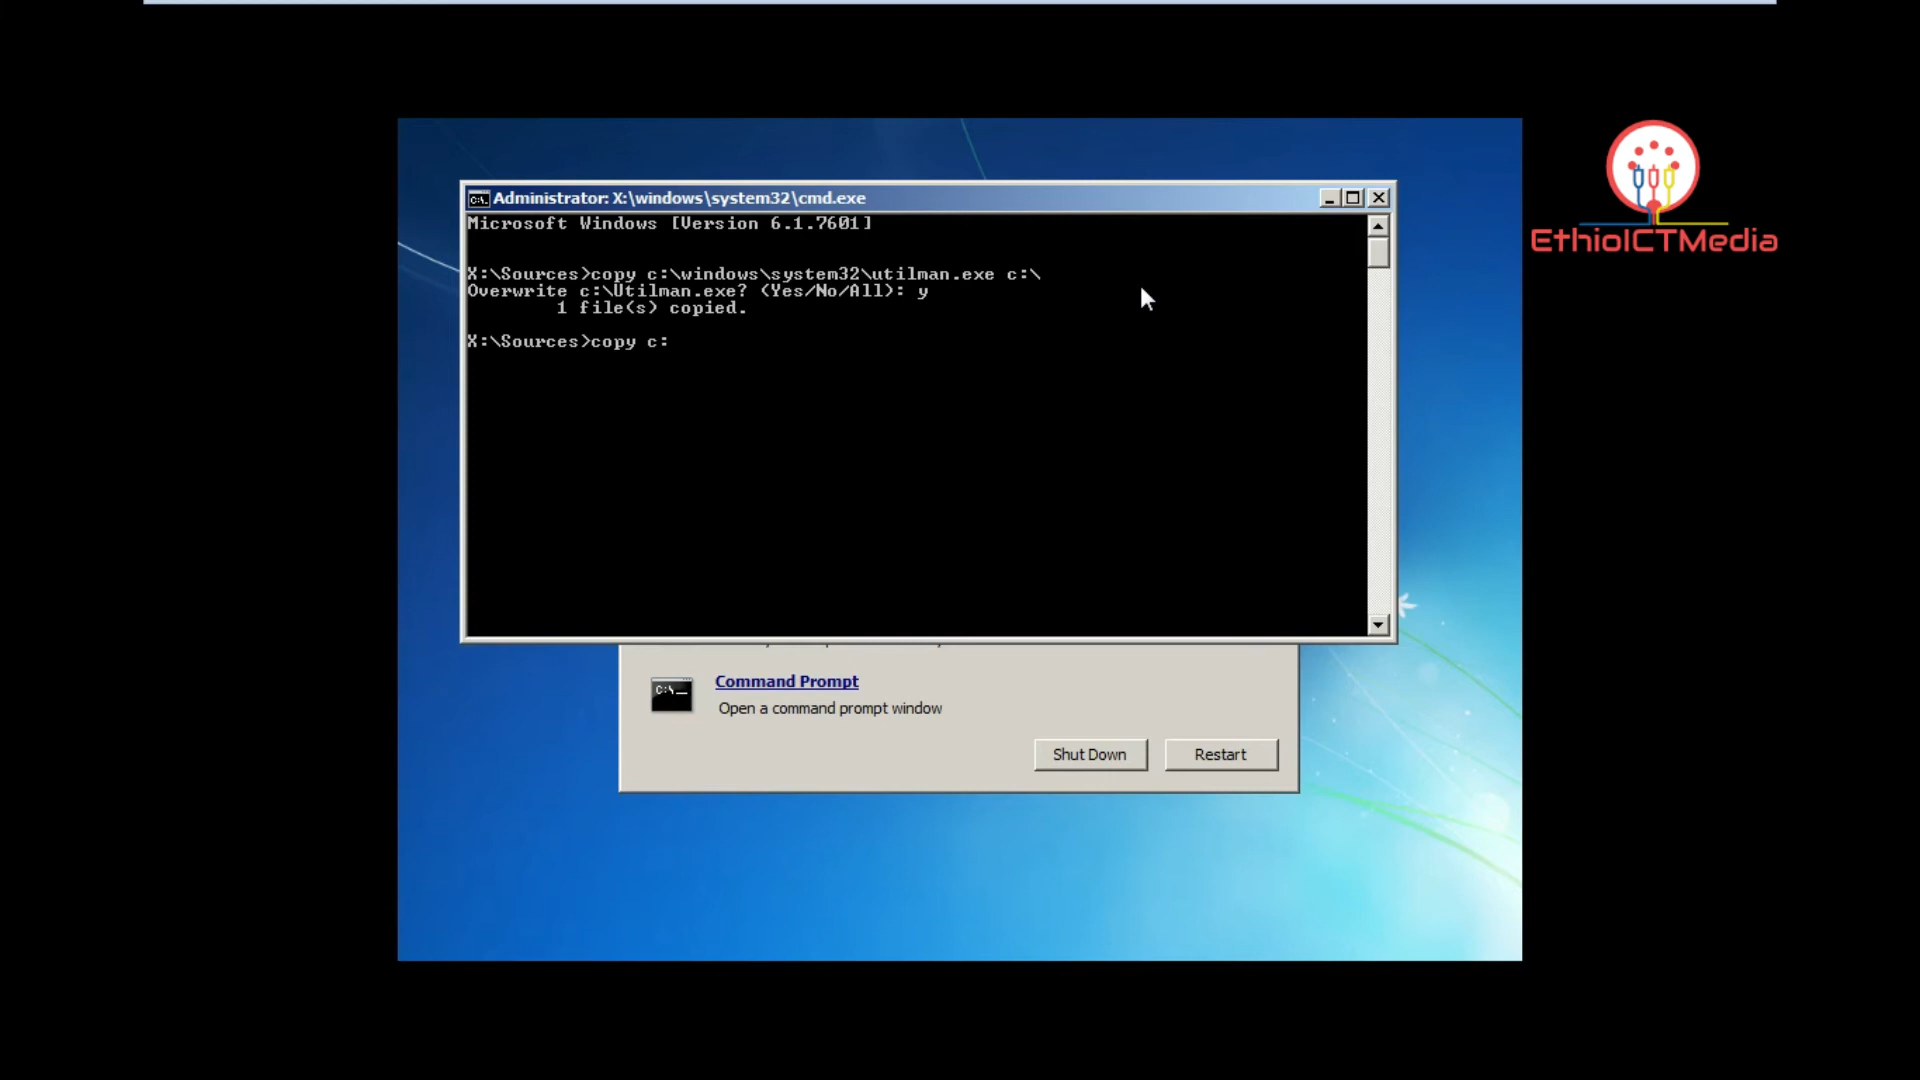 Administrator: X:\windows\system32\cmd.exe
Microsoft Windows [Version 6.1.7601]
X:\Sources>copy c:\windows\system32\utilman.exe c:\
Overwrite c:\Utilman.exe? (Yes/No/All): y
1 file(s) copied.
X:\Sources>copy c:
EthioICTMedia
C:\_
Command Prompt
Open a command prompt window
Shut Down
Restart